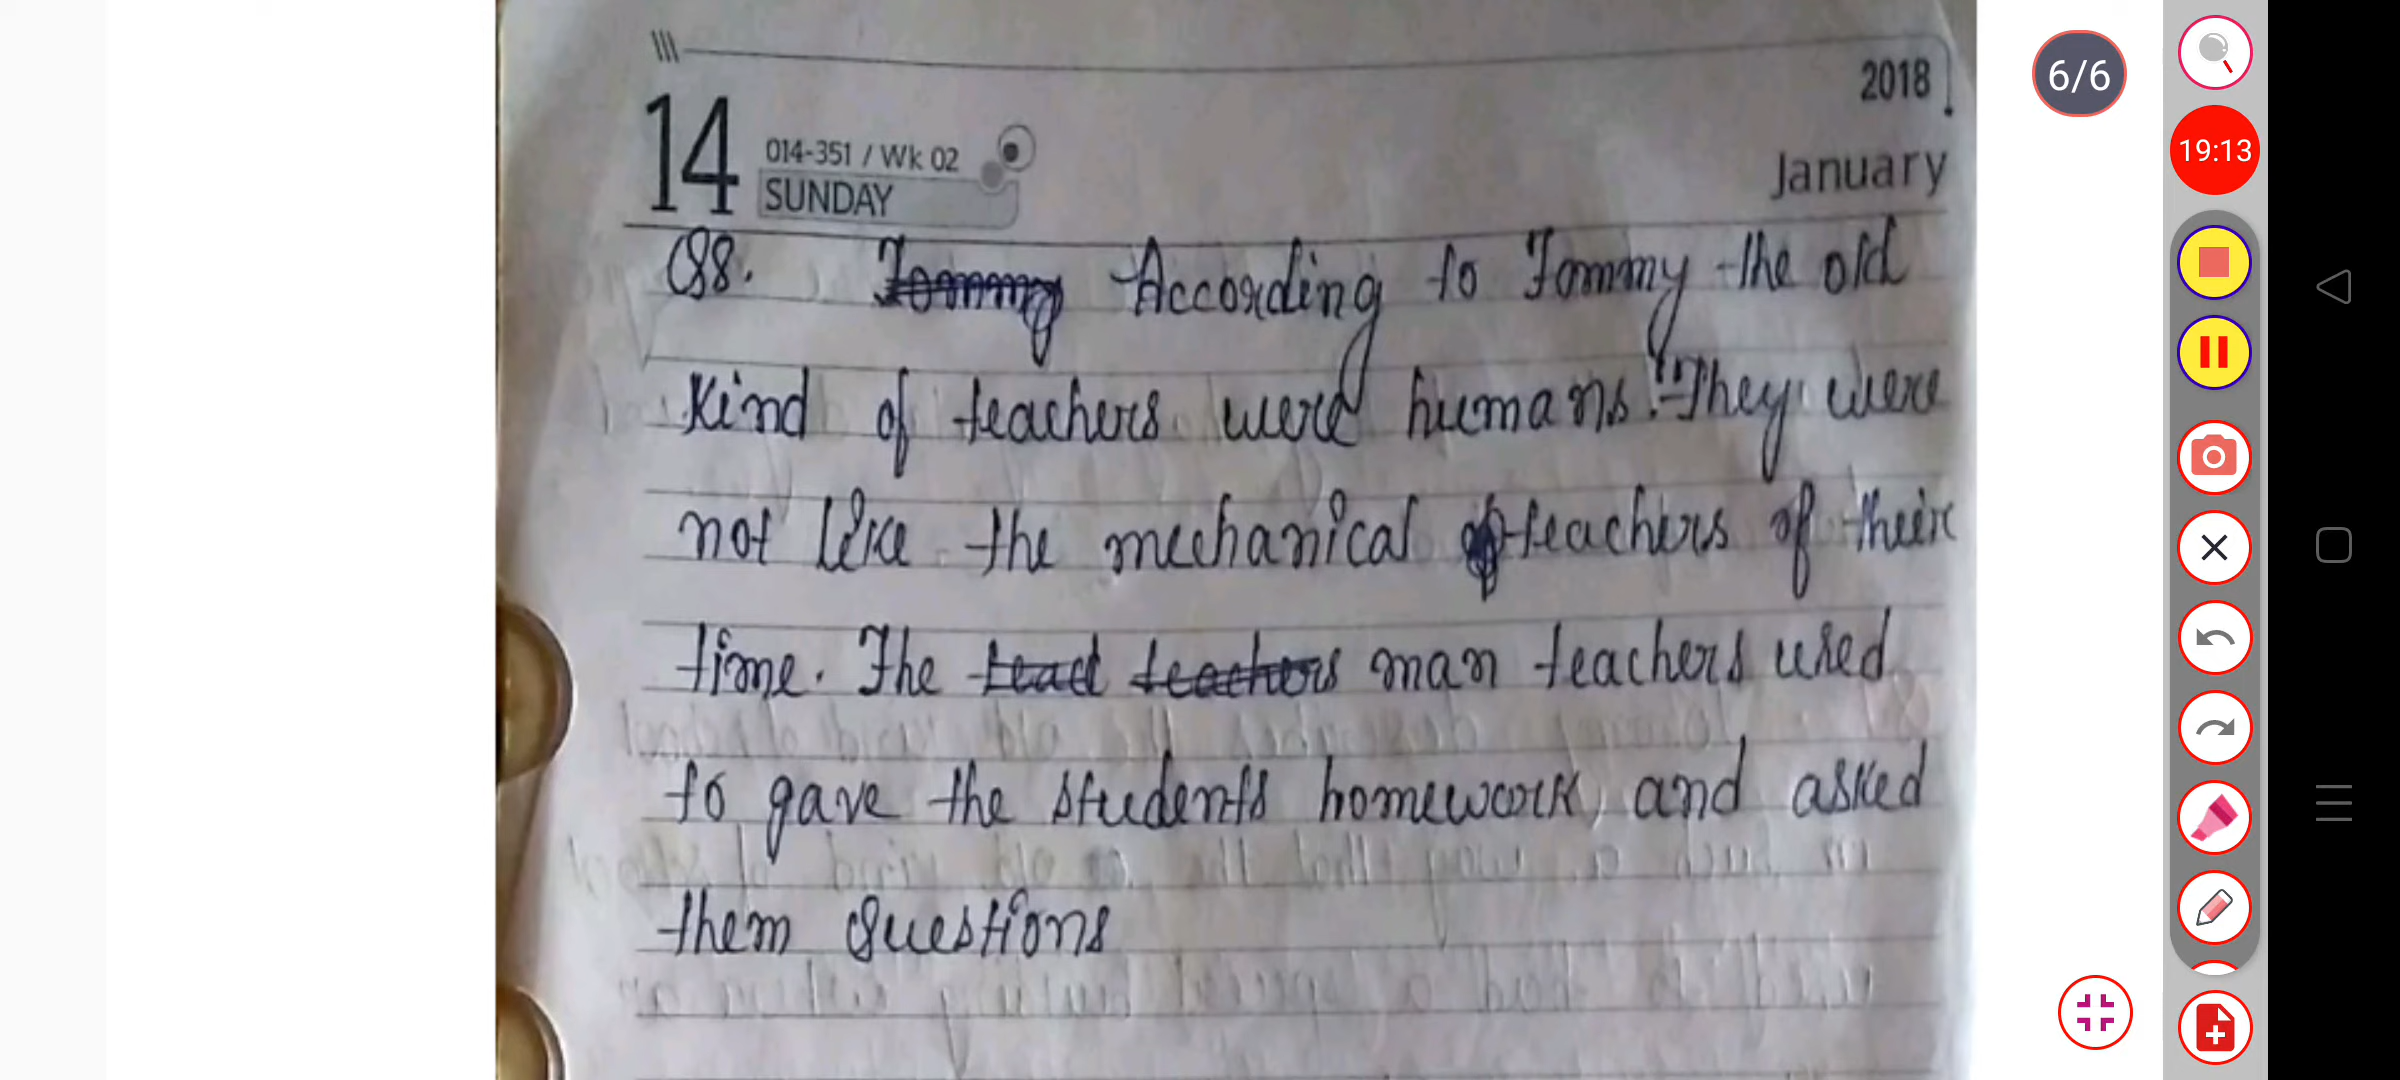 2018
14 014-351 / Wk 02
SUNDAY
January
Q8. Tommy According to Tommy the old
kind of teachers were humans. "They were
not like the mechanical teachers of their
time. The teact teachers man teachers used
to gave the students homework, and asked
them questions
6/6
19:13